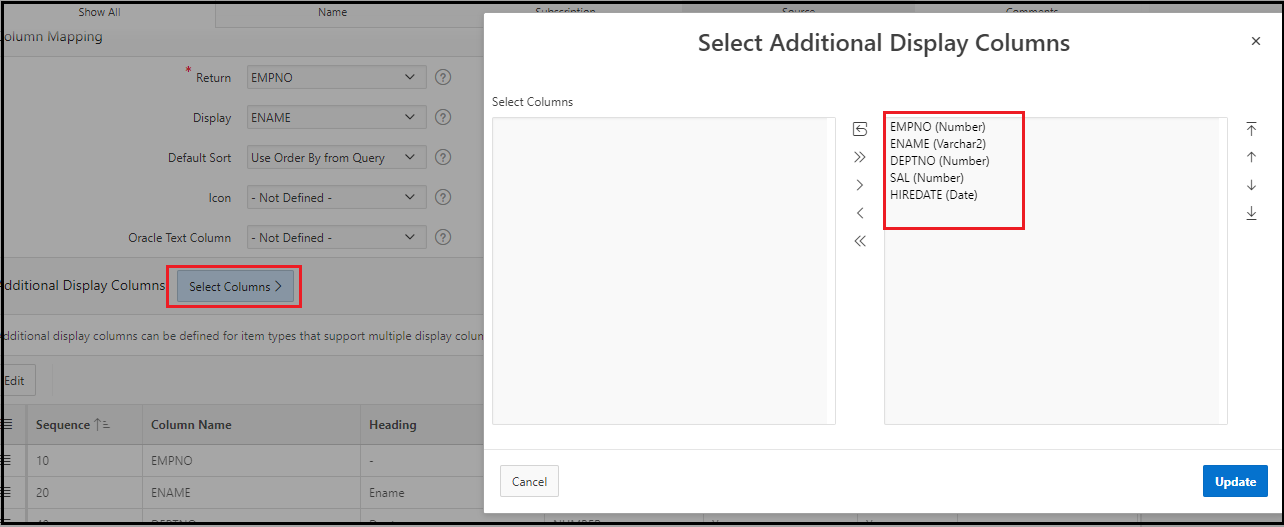 Show All Name Subscription Source Comments
olumn Mapping
* Return EMPNO ?
Display ENAME ?
Default Sort Use Order By from Query ?
Icon - Not Defined - ?
Oracle Text Column - Not Defined - ?
dditional Display Columns Select Columns >
dditional display columns can be defined for item types that support multiple display colum
Edit
Sequence Column Name Heading
10 EMPNO -
20 ENAME Ename
Select Additional Display Columns
Select Columns
EMPNO (Number)
ENAME (Varchar2)
DEPTNO (Number)
SAL (Number)
HIREDATE (Date)
Cancel Update